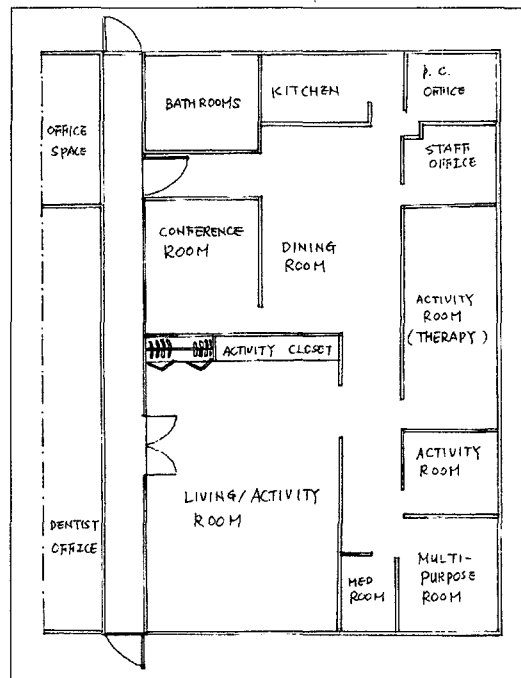 BATHROOMS
KITCHEN
P. C.
OFFICE
OFFICE
SPACE
STAFF
OFFICE
CONFERENCE
ROOM
DINING
ROOM
ACTIVITY
ROOM
(THERAPY)
ACTIVITY CLOSET
ACTIVITY
ROOM
LIVING/ACTIVITY
ROOM
DENTIST
OFFICE
MED
ROOM
MULTI-
PURPOSE
ROOM